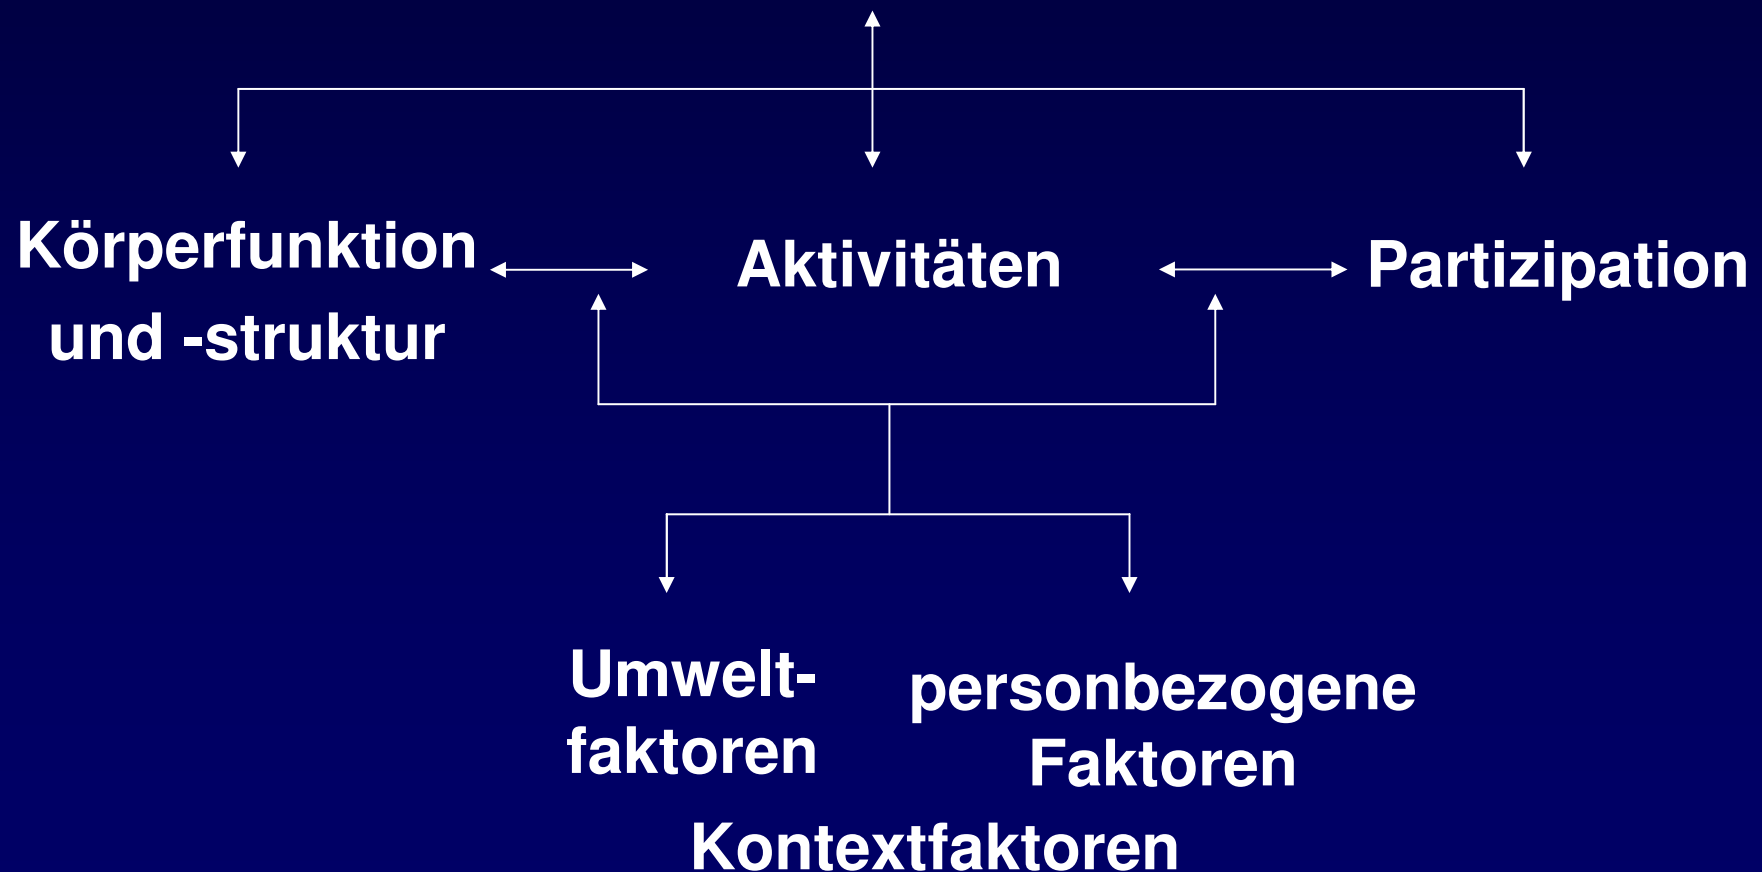 Körperfunktion
und -struktur
Aktivitäten
Partizipation
Umwelt-
faktoren
personbezogene
Faktoren
Kontextfaktoren